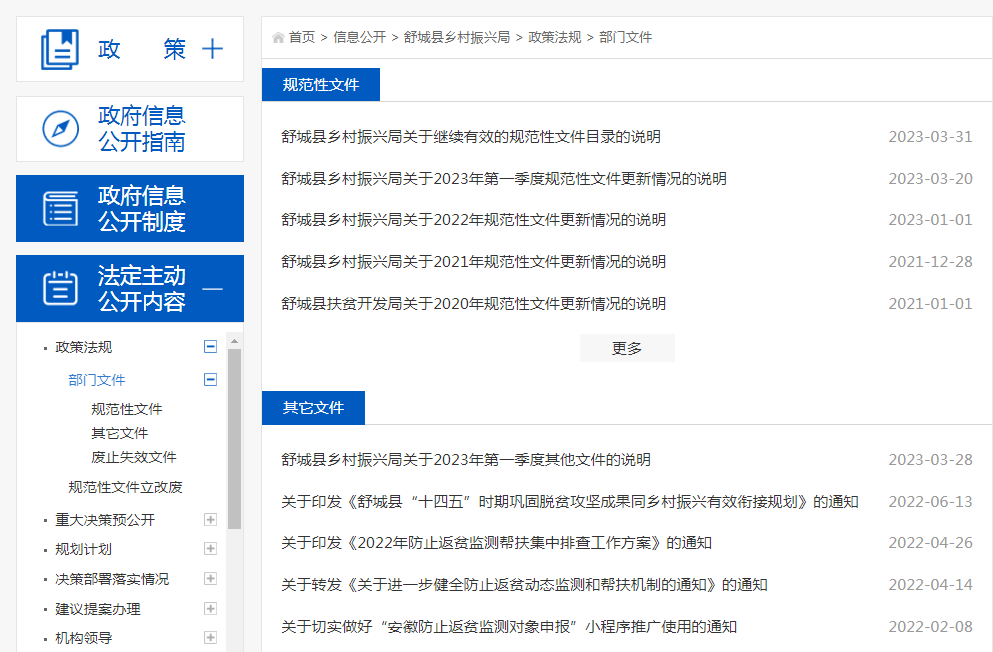 政 策
政府信息
公开指南
政府信息
公开制度
法定主动
公开内容
政策法规
部门文件
规范性文件
其它文件
废止失效文件
规范性文件立改废
重大决策预公开
规划计划
决策部署落实情况
建议提案办理
机构领导
首页 > 信息公开 > 舒城县乡村振兴局 > 政策法规 > 部门文件
规范性文件
舒城县乡村振兴局关于继续有效的规范性文件目录的说明 2023-03-31
舒城县乡村振兴局关于2023年第一季度规范性文件更新情况的说明 2023-03-20
舒城县乡村振兴局关于2022年规范性文件更新情况的说明 2023-01-01
舒城县乡村振兴局关于2021年规范性文件更新情况的说明 2021-12-28
舒城县扶贫开发局关于2020年规范性文件更新情况的说明 2021-01-01
更多
其它文件
舒城县乡村振兴局关于2023年第一季度其他文件的说明 2023-03-28
关于印发《舒城县“十四五”时期巩固脱贫攻坚成果同乡村振兴有效衔接规划》的通知 2022-06-13
关于印发《2022年防止返贫监测帮扶集中排查工作方案》的通知 2022-04-26
关于转发《关于进一步健全防止返贫动态监测和帮扶机制的通知》的通知 2022-04-14
关于切实做好“安徽防止返贫监测对象申报”小程序推广使用的通知 2022-02-08